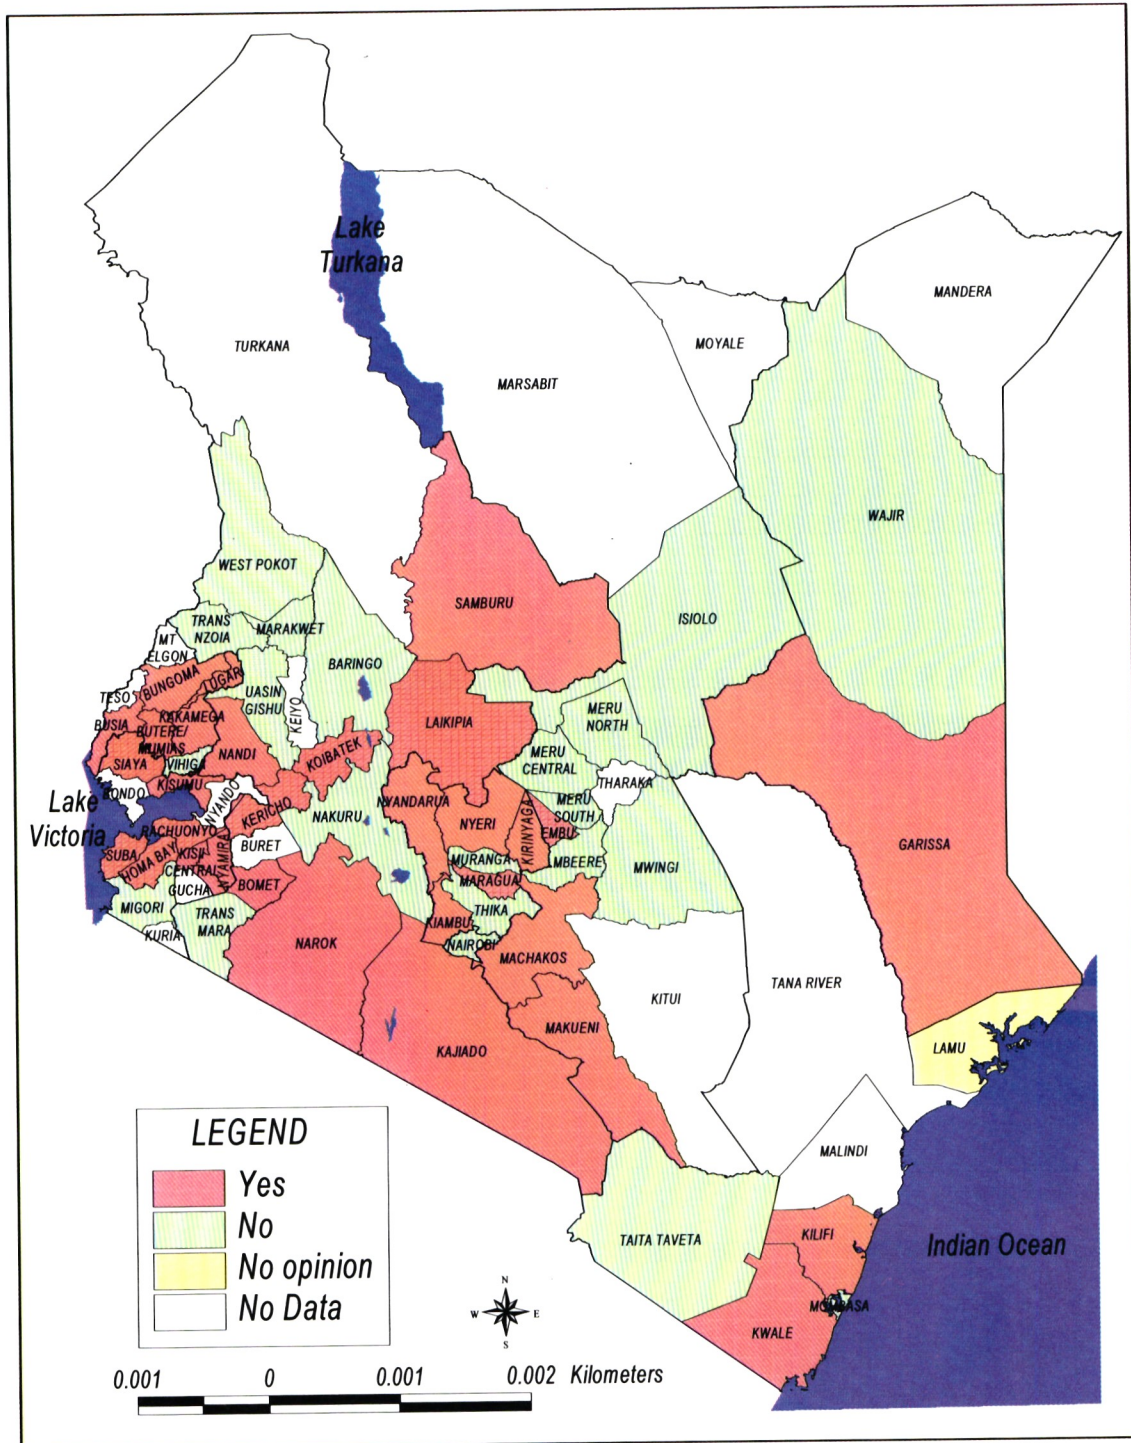 Lake
Turkana
MANDERA
TURKANA
MOYALE
MARSABIT
WAJIR
WEST POKOT
SAMBURU
ISIOLO
TRANS
NZOIA
MARAKWET
MT
ELGON
BARINGO
TESO
BUNGOMA
LUGARI
UASIN
GISHU
KEIYO
MERU
NORTH
BUSIA
KAKAMEGA
BUTERE/
MUMIAS
LAIKIPIA
NANDI
KOIBATEK
SIAYA
VIHIGA
MERU
CENTRAL
THARAKA
KISUMU
BONDO
NYANDO
Lake
Victoria
KERICHO
NYANDARUA
NAKURU
NYERI
KIRINYAGA
MERU
SOUTH
EMBU
GARISSA
RACHUONYO
SUBA
HOMA BAY
KISII
CENTRAL
NYAMIRA
BURET
MURANGA
MBEERE
MWINGI
GUCHA
BOMET
MARAGUA
MIGORI
TRANS
MARA
THIKA
KIAMBU
KURIA
NAROK
NAIROBI
MACHAKOS
TANA RIVER
KITUI
MAKUENI
KAJIADO
LAMU
MALINDI
TAITA TAVETA
KILIFI
Indian Ocean
MOMBASA
KWALE
LEGEND
Yes
No
No opinion
No Data
N
W E
S
0.001 0 0.001 0.002 Kilometers